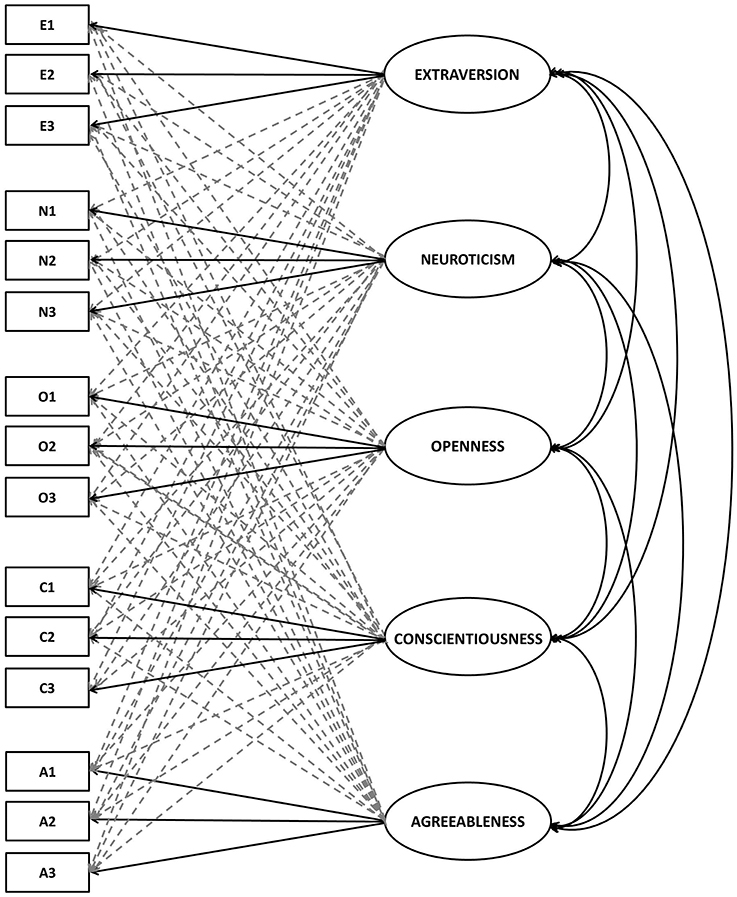 E1
E2
E3
EXTRAVERSION
N1
N2
N3
NEUROTICISM
O1
O2
O3
OPENNESS
C1
C2
C3
CONSCIENTIOUSNESS
A1
A2
A3
AGREEABLENESS